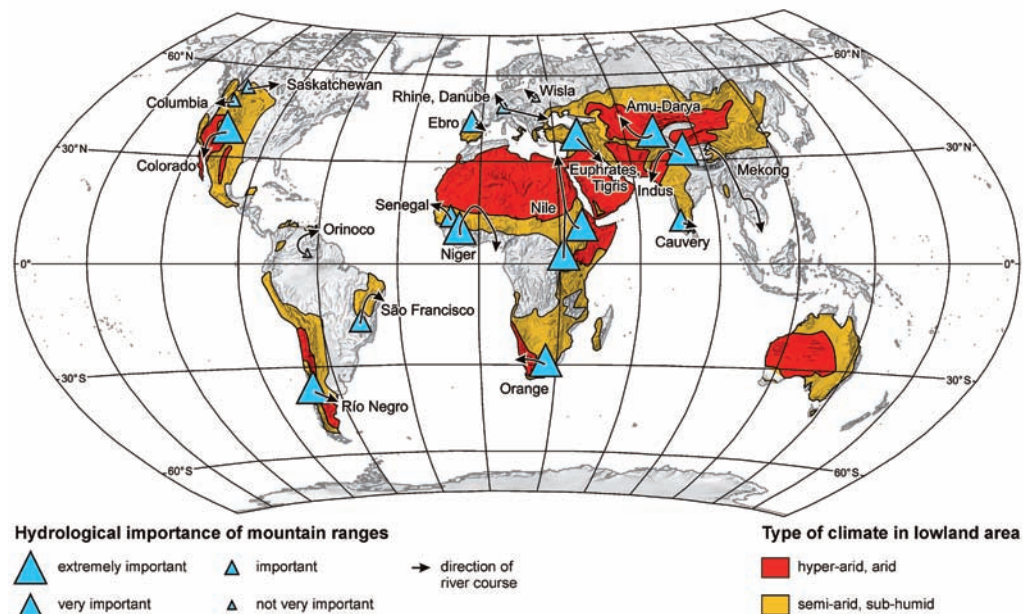 60°N
60°N
Saskatchewan
Wisla
Columbia
Rhine, Danube
Amu-Darya
Ebro
30°N
30°N
Colorado
Euphrates,
Tigris
Indus
Mekong
Senegal
Nile
Orinoco
Niger
Cauvery
0°
0°
São Francisco
30°S
30°S
Orange
Río Negro
60°S
60°S
Hydrological importance of mountain ranges
Type of climate in lowland area
extremely important
important
direction of
river course
hyper-arid, arid
very important
not very important
semi-arid, sub-humid